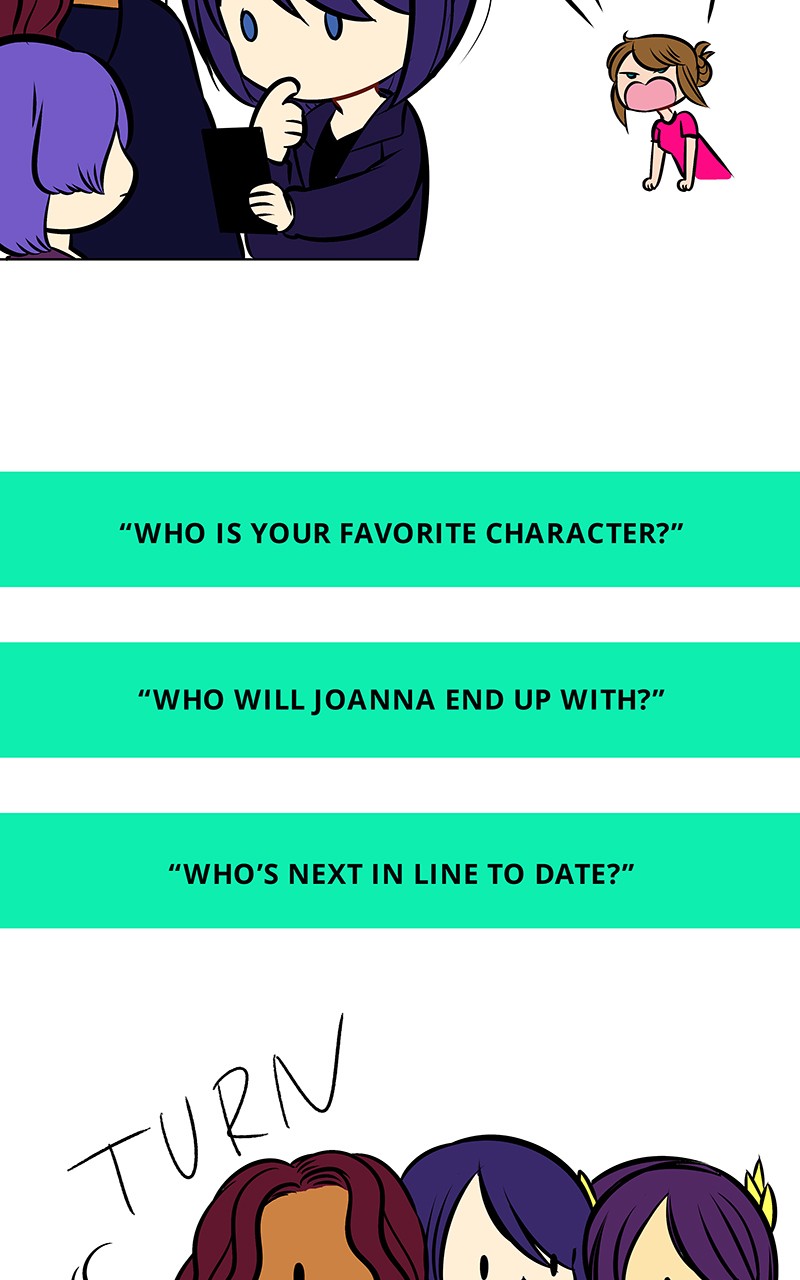 “WHO IS YOUR FAVORITE CHARACTER?”
“WHO WILL JOANNA END UP WITH?”
“WHO’S NEXT IN LINE TO DATE?”
TURN